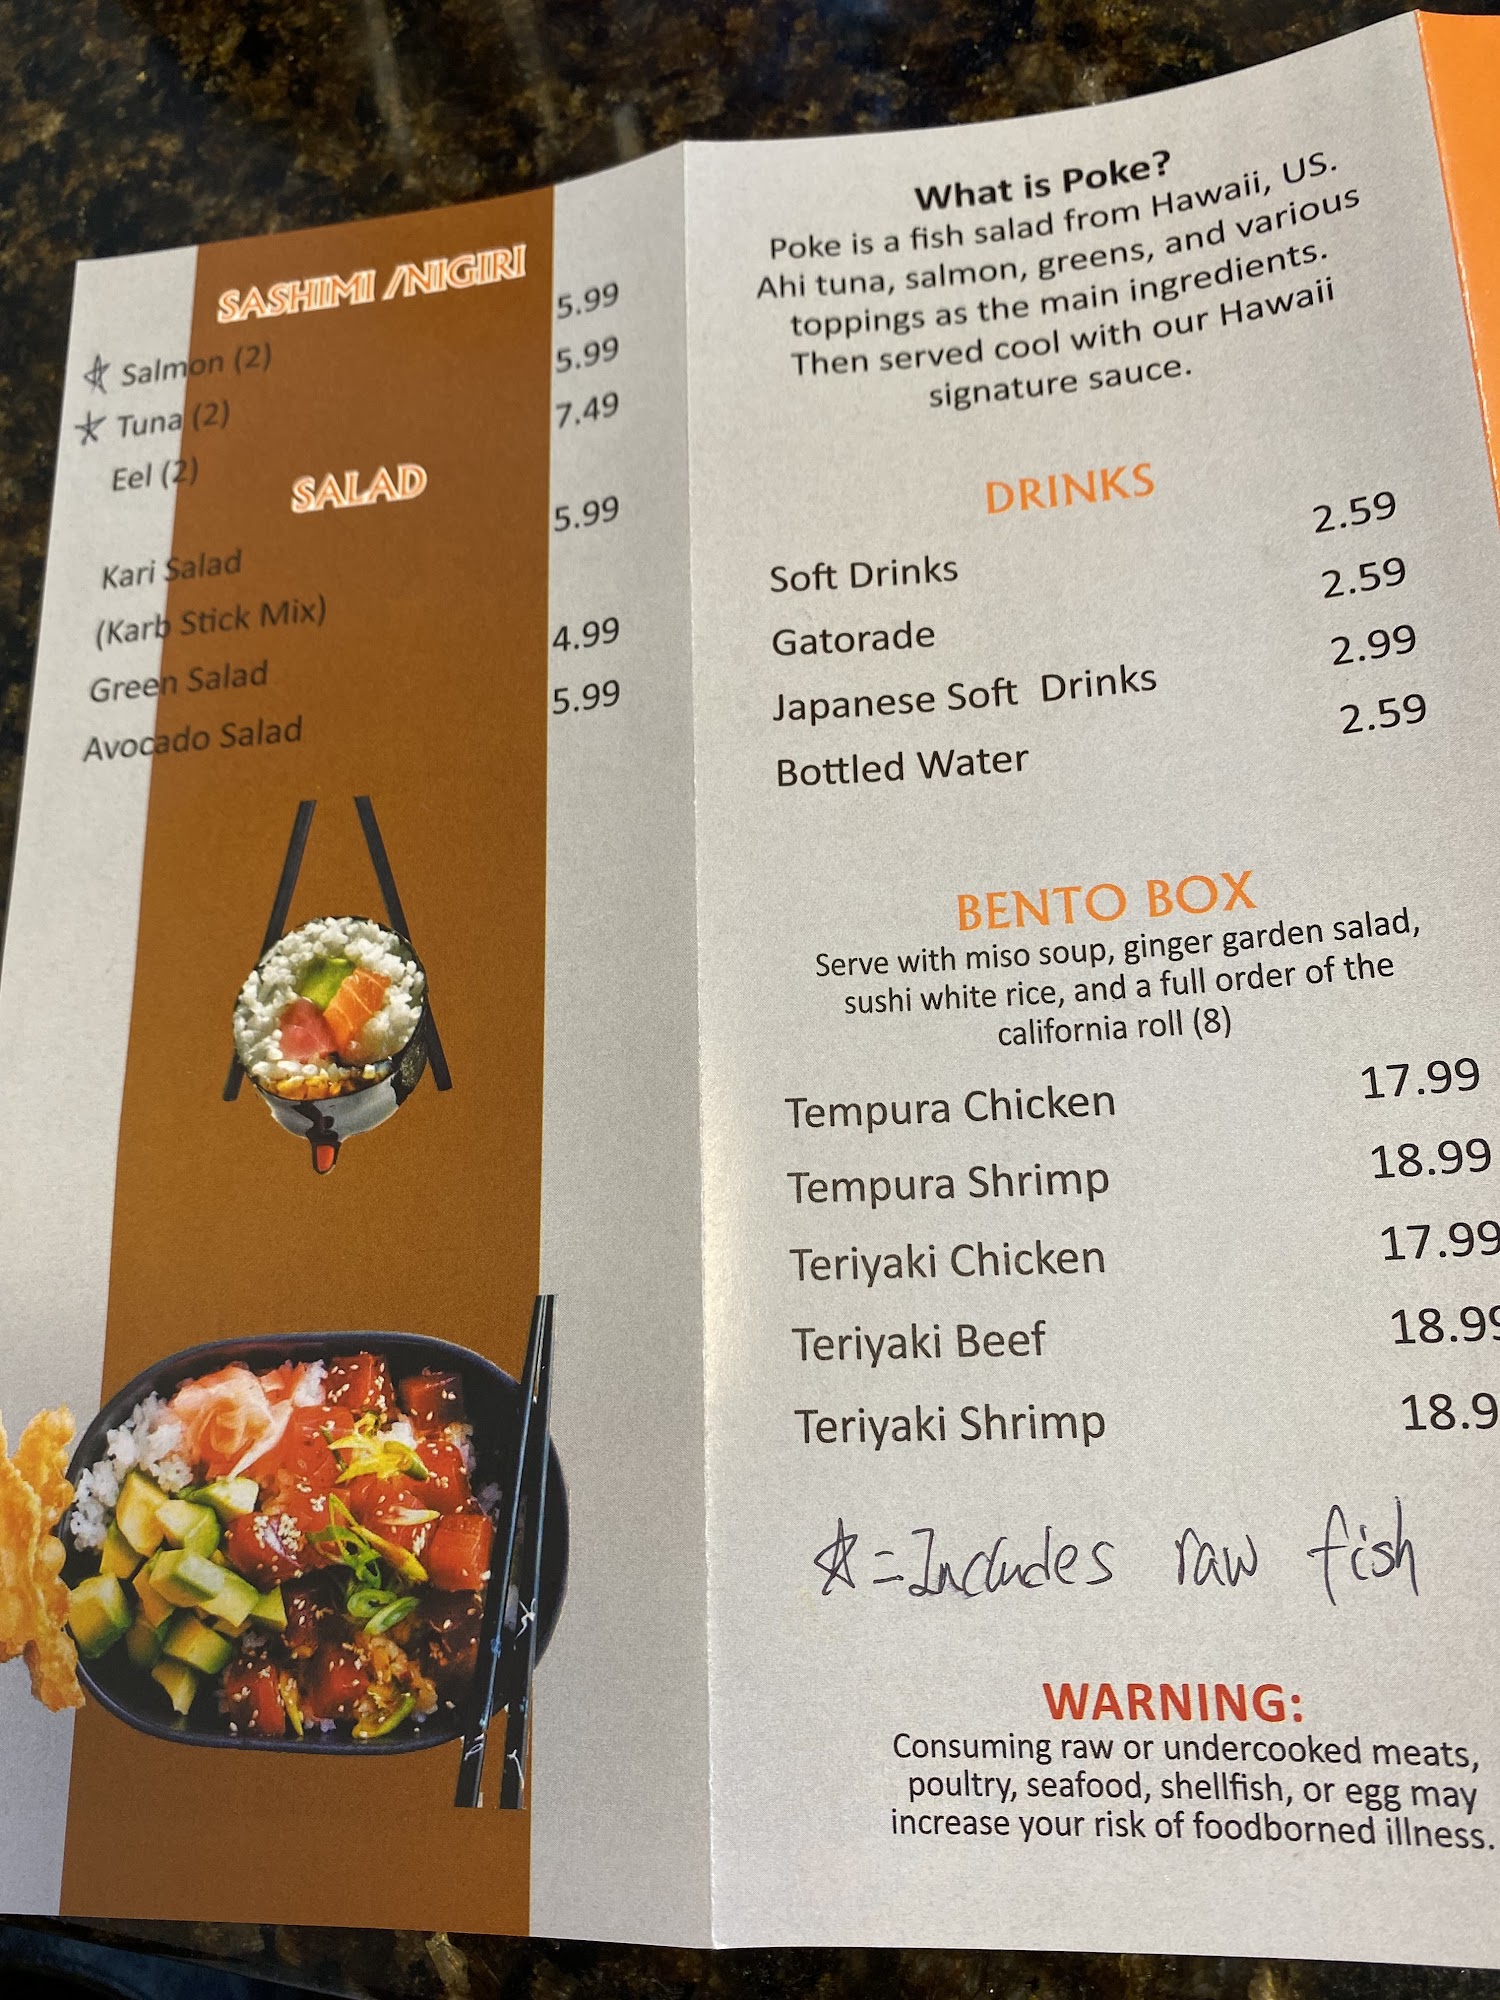 SASHIMI /NIGIRI
☆ Salmon (2) 5.99
☆ Tuna (2) 5.99
Eel (2) 7.49
SALAD
Kari Salad 5.99
(Karb Stick Mix)
Green Salad 4.99
Avocado Salad 5.99
What is Poke?
Poke is a fish salad from Hawaii, US.
Ahi tuna, salmon, greens, and various
toppings as the main ingredients.
Then served cool with our Hawaii
signature sauce.
DRINKS
Soft Drinks 2.59
Gatorade 2.59
Japanese Soft Drinks 2.99
Bottled Water 2.59
BENTO BOX
Serve with miso soup, ginger garden salad,
sushi white rice, and a full order of the
california roll (8)
Tempura Chicken 17.99
Tempura Shrimp 18.99
Teriyaki Chicken 17.99
Teriyaki Beef 18.99
Teriyaki Shrimp 18.9
☆ = Includes raw fish
WARNING:
Consuming raw or undercooked meats,
poultry, seafood, shellfish, or egg may
increase your risk of foodborned illness.